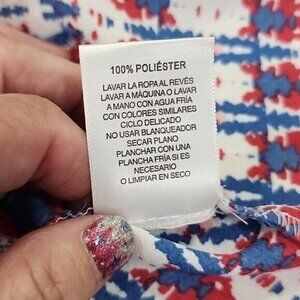 100% POLIÉSTER
LAVAR LA ROPA AL REVÉS
LAVAR A MÁQUINA O LAVAR
A MANO CON AGUA FRÍA
CON COLORES SIMILARES
CICLO DELICADO
NO USAR BLANQUEADOR
SECAR PLANO
PLANCHAR CON UNA
PLANCHA FRÍA SI ES
NECESARIO
O LIMPIAR EN SECO